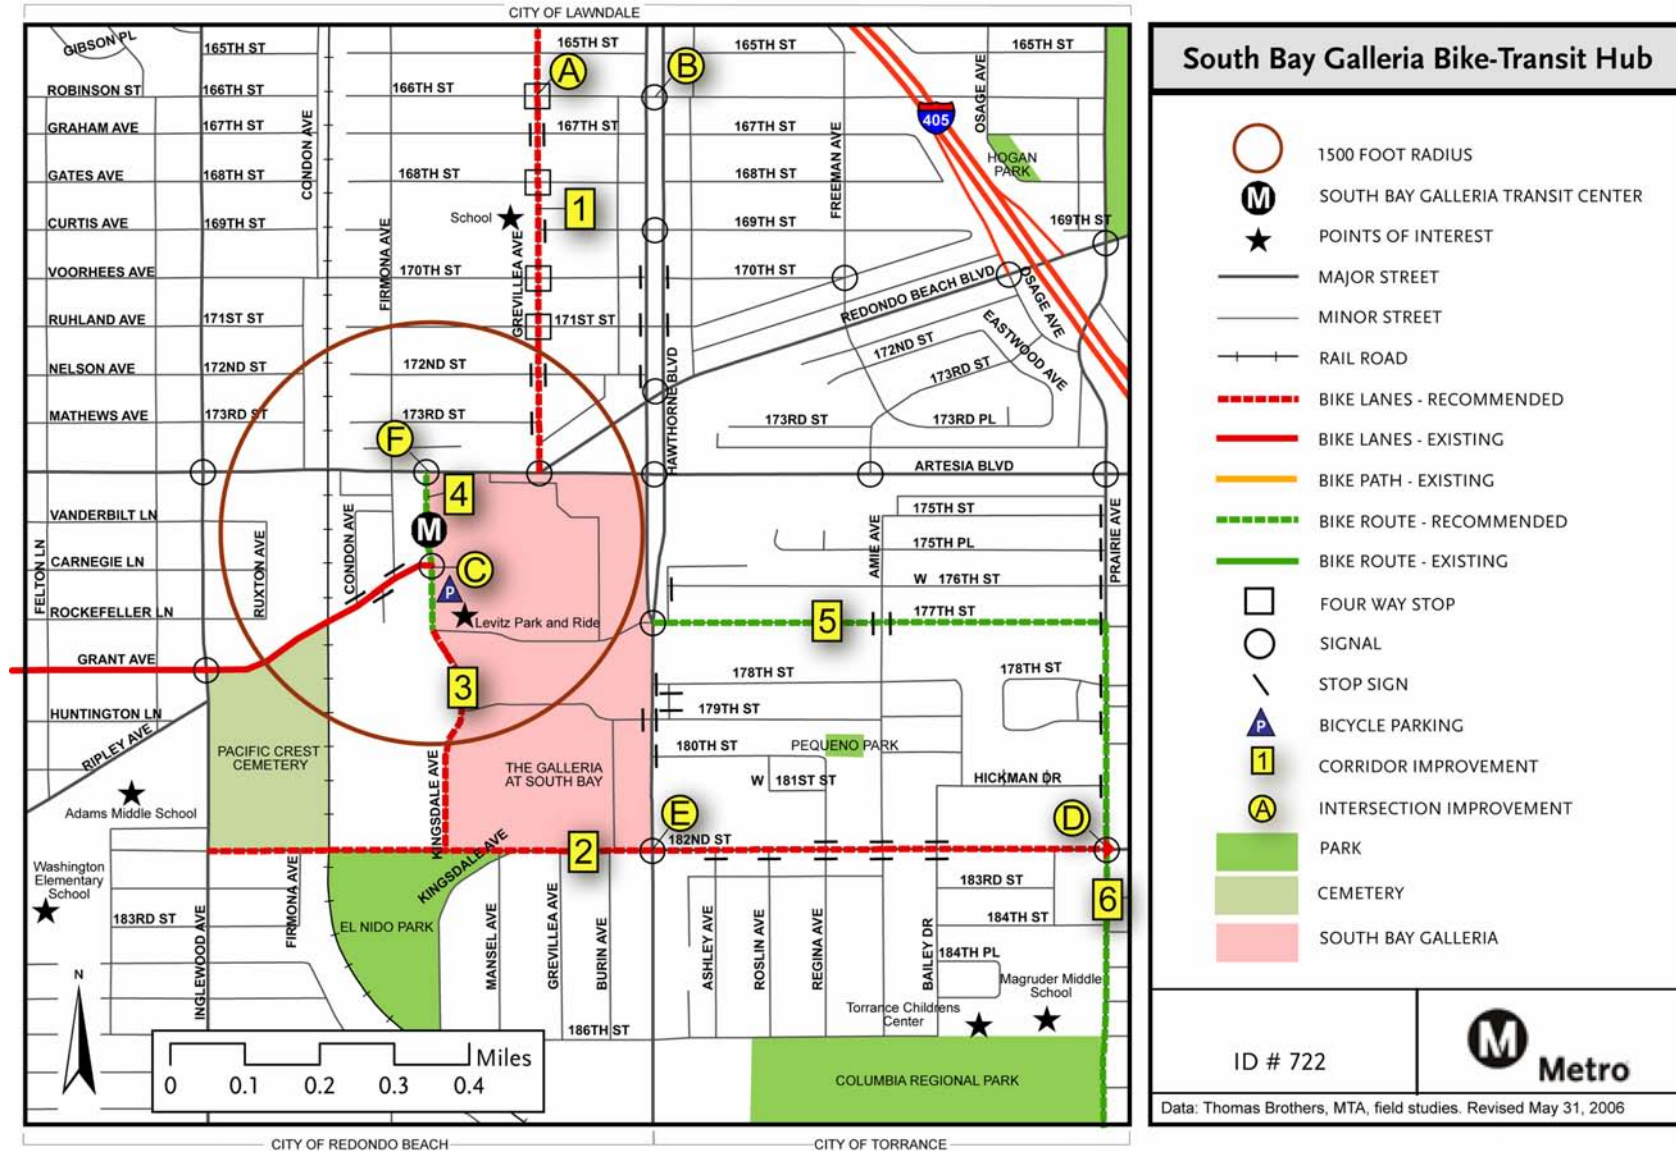 CITY OF LAWNDALE
GIBSON PL
165TH ST
165TH ST
165TH ST
165TH ST
A
B
ROBINSON ST
166TH ST
166TH ST
405
OSAGE AVE
GRAHAM AVE
167TH ST
167TH ST
167TH ST
CONDON AVE
FREEMAN AVE
HOGAN
PARK
GATES AVE
168TH ST
168TH ST
168TH ST
1
School
CURTIS AVE
169TH ST
169TH ST
169TH ST
FIRMONA AVE
GREVILLEA AVE
VOORHEES AVE
170TH ST
170TH ST
REDONDO BEACH BLVD
OSAGE AVE
RUHLAND AVE
171ST ST
171ST ST
EASTWOOD AVE
NELSON AVE
172ND ST
172ND ST
172ND ST
173RD ST
HAWTHORNE BLVD
MATHEWS AVE
173RD ST
173RD ST
173RD ST
173RD PL
F
ARTESIA BLVD
4
VANDERBILT LN
M
175TH ST
175TH PL
AMIE AVE
PRAIRIE AVE
FELTON LN
CARNEGIE LN
RUXTON AVE
CONDON AVE
C
W 176TH ST
P
ROCKEFELLER LN
Levitz Park and Ride
5
177TH ST
GRANT AVE
3
178TH ST
178TH ST
HUNTINGTON LN
179TH ST
RIPLEY AVE
PACIFIC CREST
CEMETERY
KINGSDALE AVE
THE GALLERIA
AT SOUTH BAY
180TH ST
PEQUENO PARK
W 181ST ST
HICKMAN DR
Adams Middle School
E
D
182ND ST
2
KINGSDALE AVE
Washington
Elementary
School
183RD ST
6
183RD ST
184TH ST
INGLEWOOD AVE
FIRMONA AVE
EL NIDO PARK
MANSEL AVE
GREVILLEA AVE
BURIN AVE
ASHLEY AVE
ROSLIN AVE
REGINA AVE
BAILEY DR
184TH PL
Magruder Middle
School
Torrance Childrens
Center
N
186TH ST
Miles
0 0.1 0.2 0.3 0.4
COLUMBIA REGIONAL PARK
CITY OF REDONDO BEACH
CITY OF TORRANCE
South Bay Galleria Bike-Transit Hub
1500 FOOT RADIUS
M SOUTH BAY GALLERIA TRANSIT CENTER
POINTS OF INTEREST
MAJOR STREET
MINOR STREET
RAIL ROAD
BIKE LANES - RECOMMENDED
BIKE LANES - EXISTING
BIKE PATH - EXISTING
BIKE ROUTE - RECOMMENDED
BIKE ROUTE - EXISTING
FOUR WAY STOP
SIGNAL
STOP SIGN
P BICYCLE PARKING
1 CORRIDOR IMPROVEMENT
A INTERSECTION IMPROVEMENT
PARK
CEMETERY
SOUTH BAY GALLERIA
ID # 722
M Metro
Data: Thomas Brothers, MTA, field studies. Revised May 31, 2006